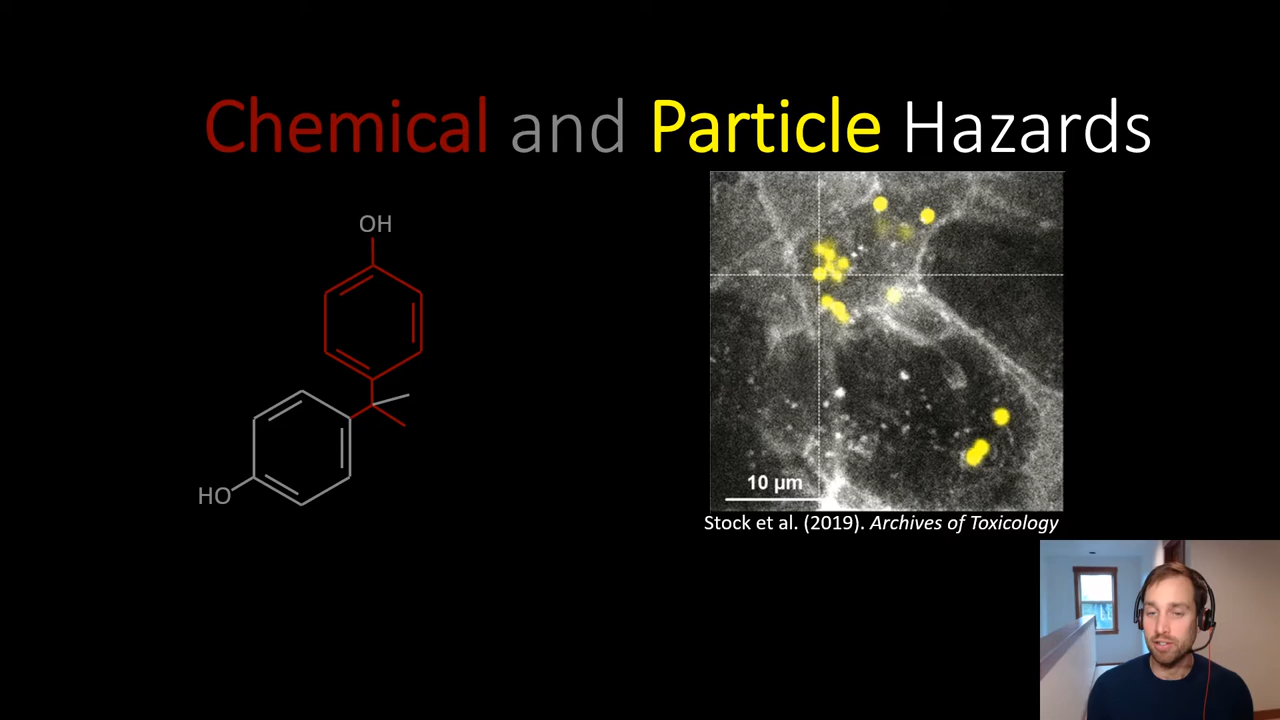 Chemical and Particle Hazards
OH
HO
10 μm
Stock et al. (2019). Archives of Toxicology